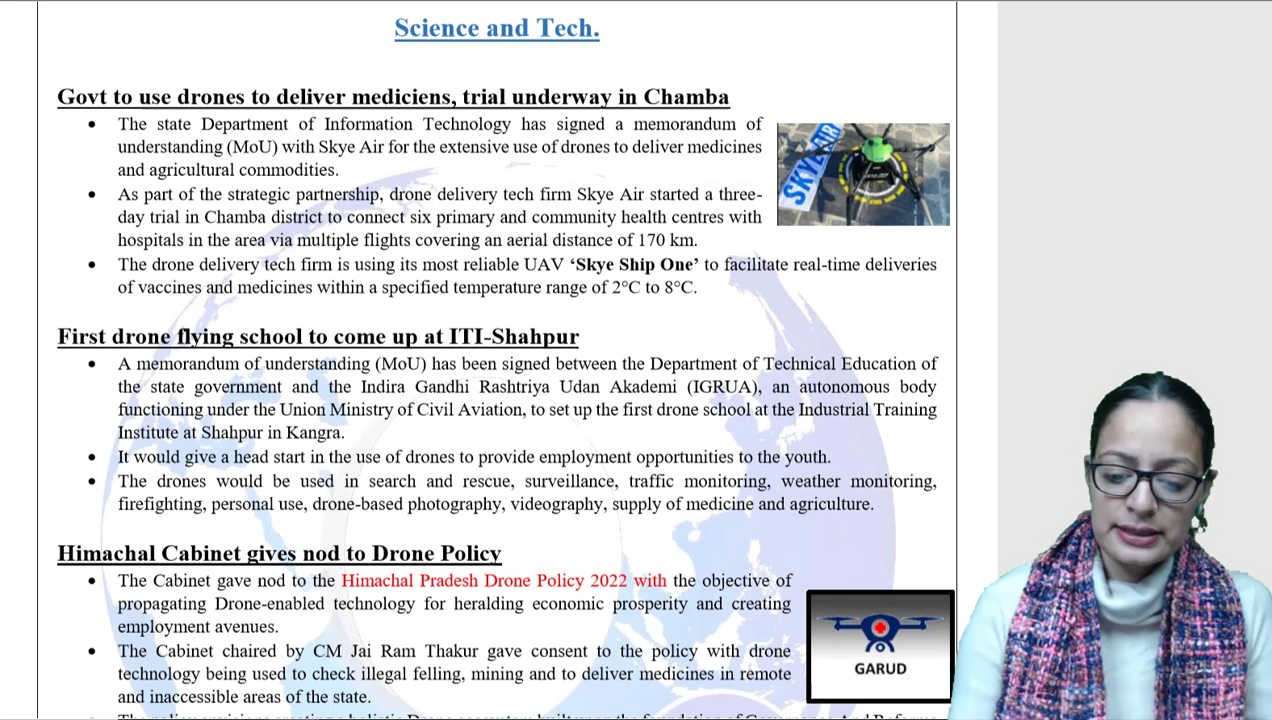 Science and Tech.
Govt to use drones to deliver mediciens, trial underway in Chamba
• The state Department of Information Technology has signed a memorandum of
understanding (MoU) with Skye Air for the extensive use of drones to deliver medicines
and agricultural commodities.
• As part of the strategic partnership, drone delivery tech firm Skye Air started a three-
day trial in Chamba district to connect six primary and community health centres with
hospitals in the area via multiple flights covering an aerial distance of 170 km.
SKYE AIR
• The drone delivery tech firm is using its most reliable UAV ‘Skye Ship One’ to facilitate real-time deliveries
of vaccines and medicines within a specified temperature range of 2°C to 8°C.
First drone flying school to come up at ITI-Shahpur
• A memorandum of understanding (MoU) has been signed between the Department of Technical Education of
the state government and the Indira Gandhi Rashtriya Udan Akademi (IGRUA), an autonomous body
functioning under the Union Ministry of Civil Aviation, to set up the first drone school at the Industrial Training
Institute at Shahpur in Kangra.
• It would give a head start in the use of drones to provide employment opportunities to the youth.
• The drones would be used in search and rescue, surveillance, traffic monitoring, weather monitoring,
firefighting, personal use, drone-based photography, videography, supply of medicine and agriculture.
Himachal Cabinet gives nod to Drone Policy
• The Cabinet gave nod to the Himachal Pradesh Drone Policy 2022 with the objective of
propagating Drone-enabled technology for heralding economic prosperity and creating
employment avenues.
• The Cabinet chaired by CM Jai Ram Thakur gave consent to the policy with drone
technology being used to check illegal felling, mining and to deliver medicines in remote
and inaccessible areas of the state.
GARUD